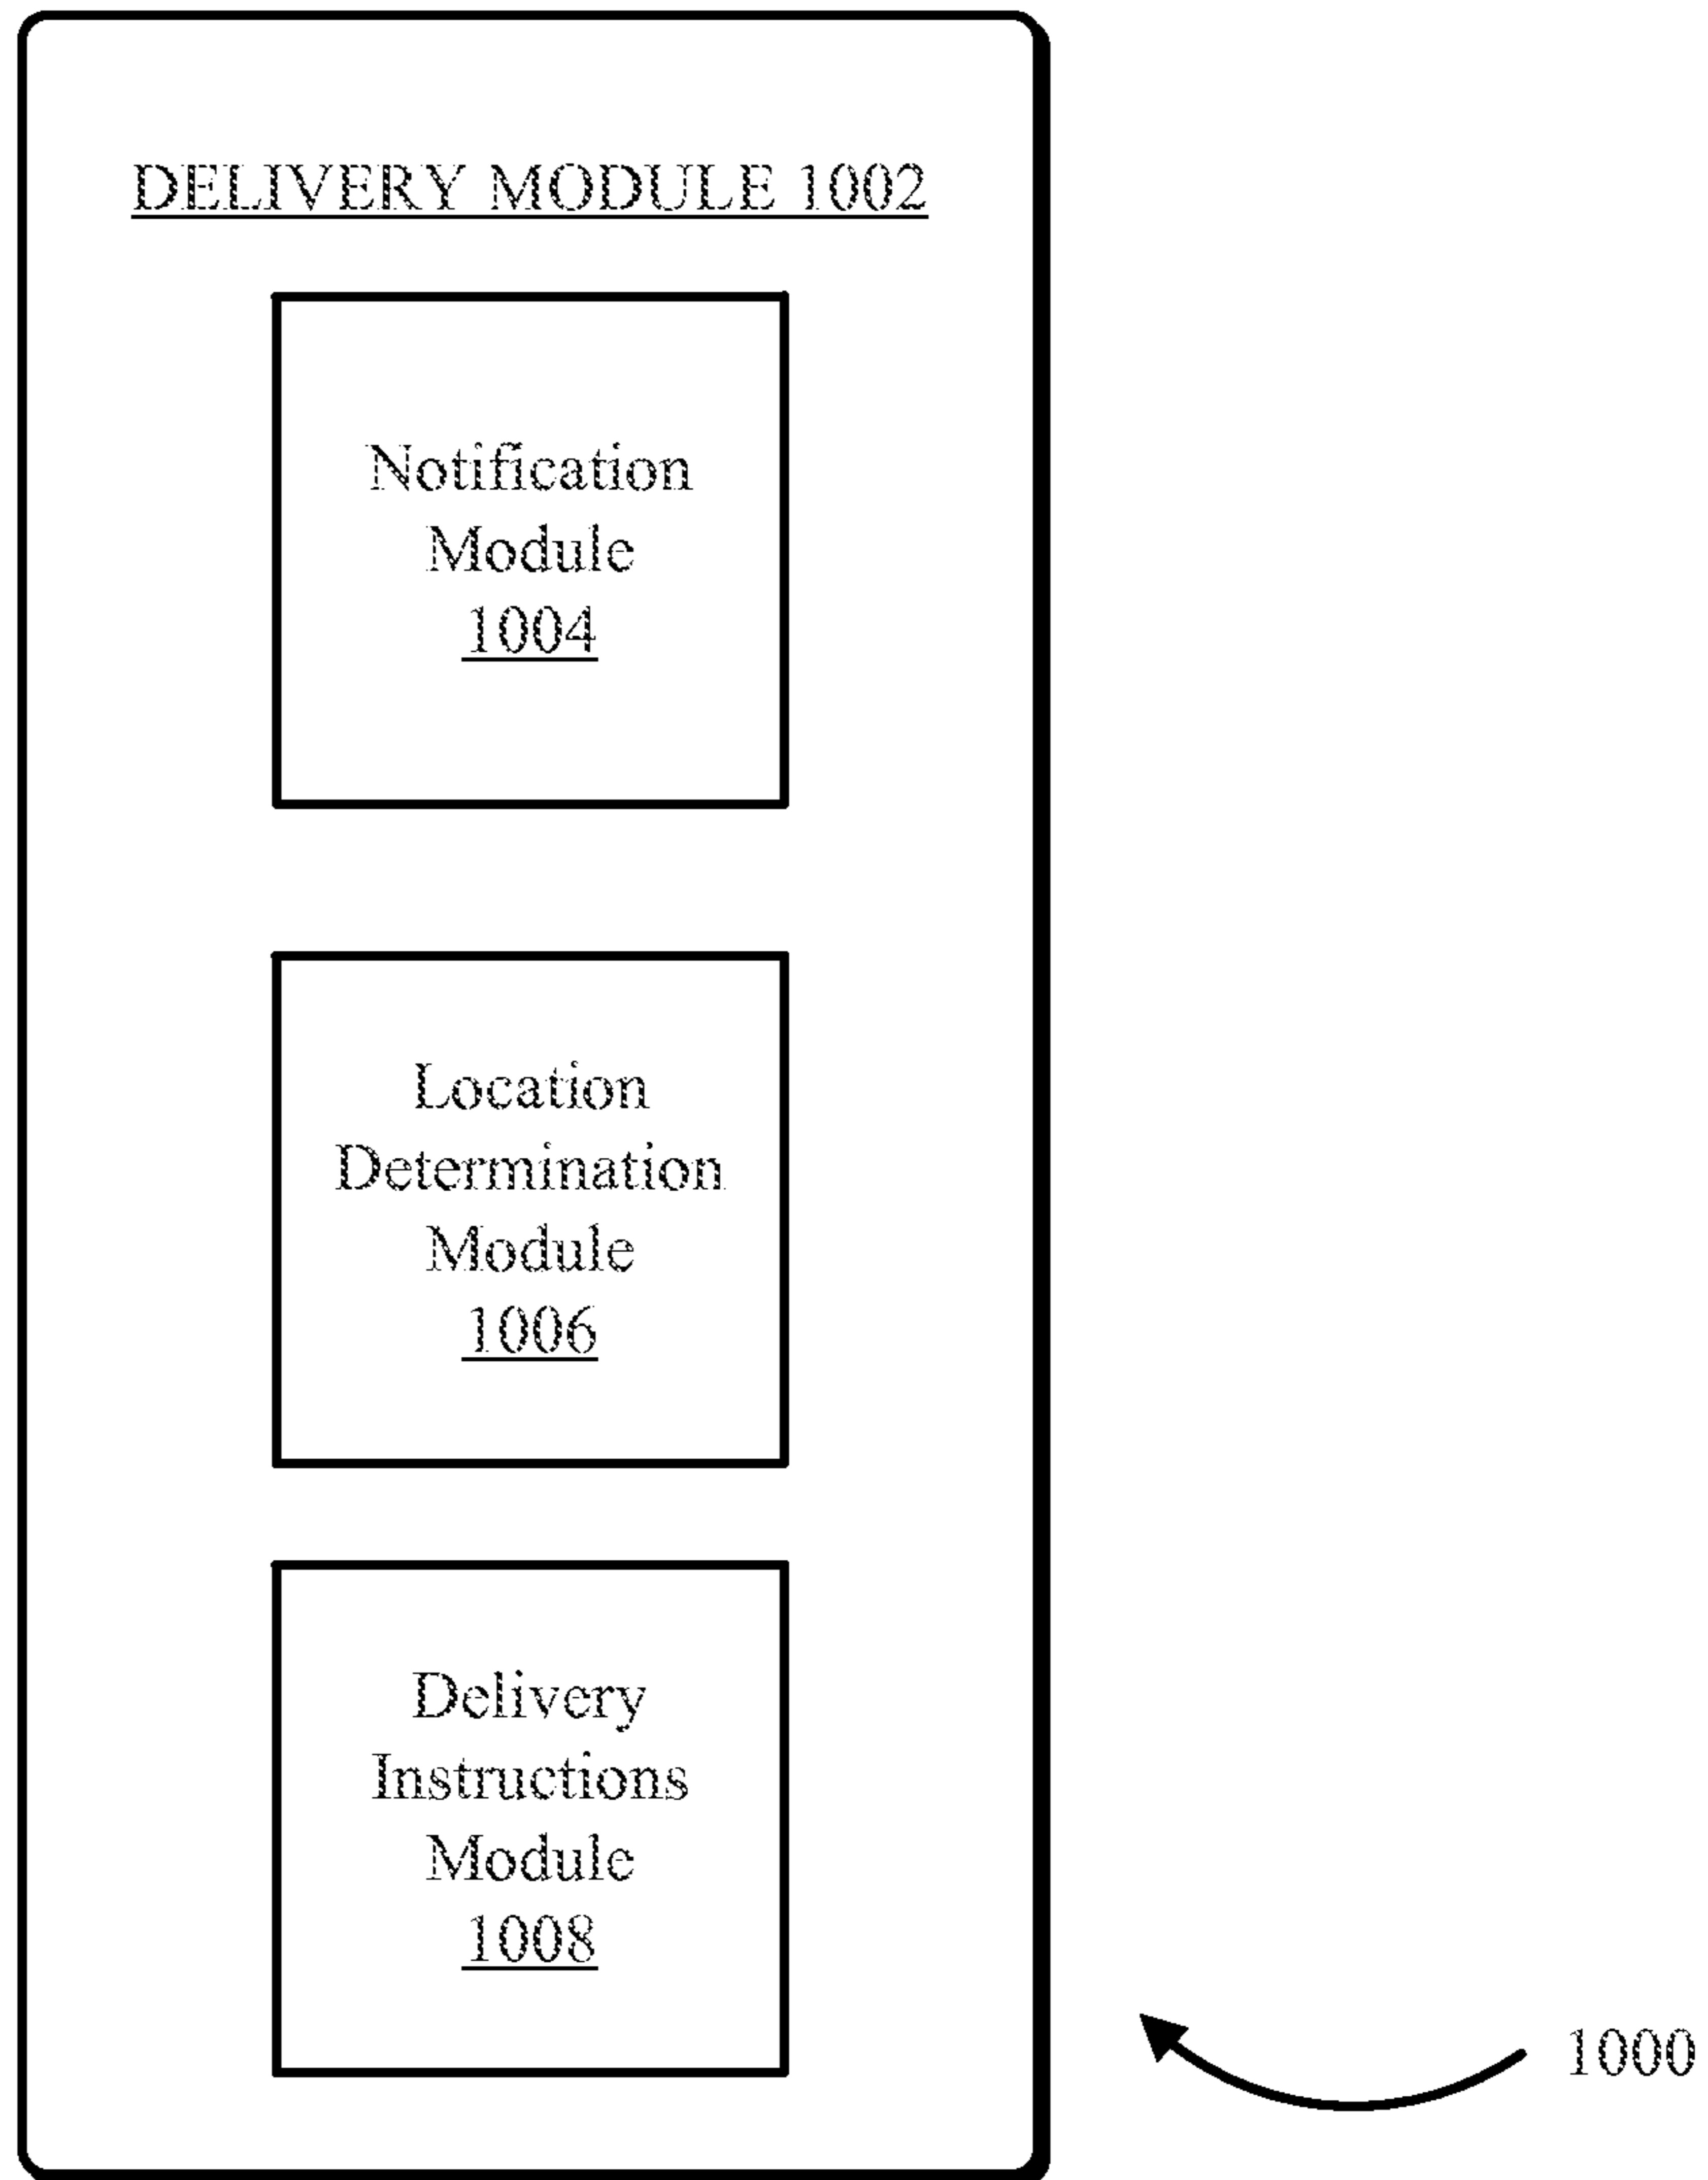 DELIVERY MODULE 1002
Notification
Module
1004
Location
Determination
Module
1006
Delivery
Instructions
Module
1008
1000